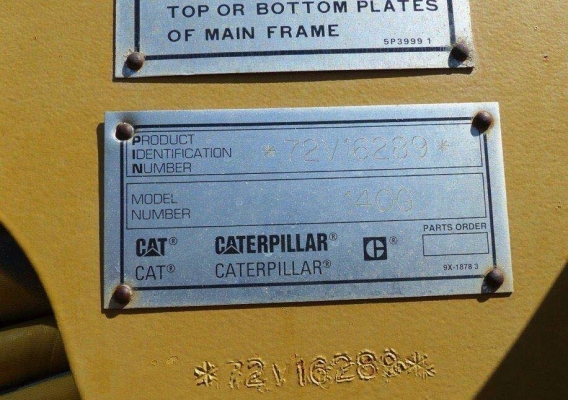 TOP OR BOTTOM PLATES
OF MAIN FRAME
5P3999 1
PRODUCT
IDENTIFICATION
NUMBER
*72V16289*
MODEL
NUMBER
140G
PARTS ORDER
CAT® CATERPILLAR® C®
CAT® CATERPILLAR®
9X-1878 3
*72V16289*